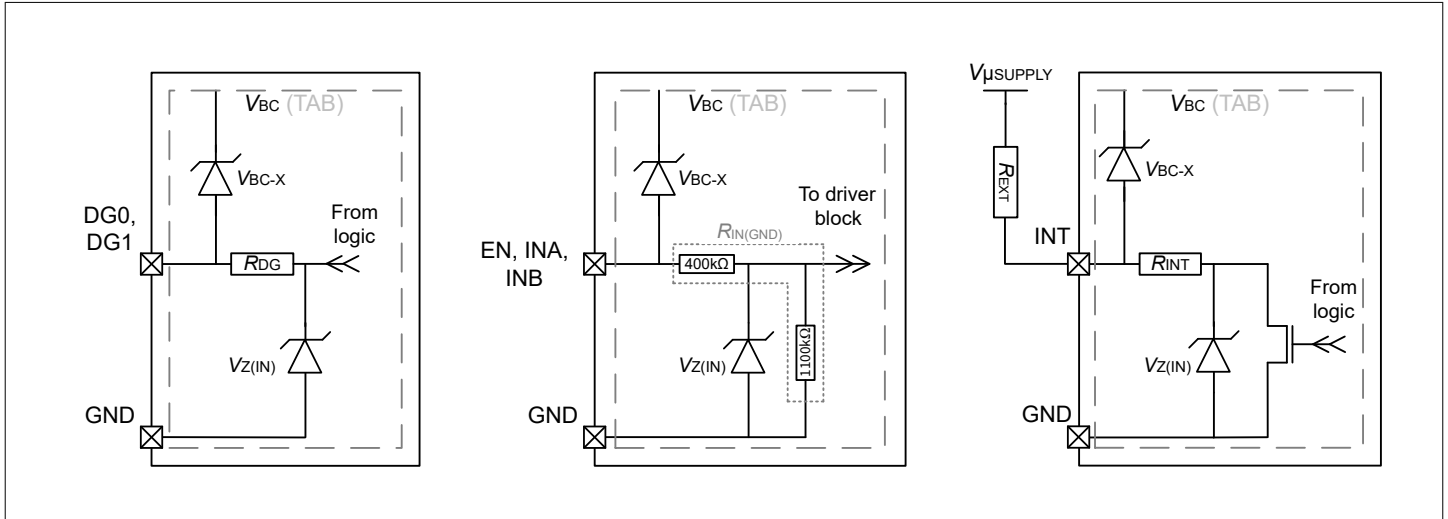 VBC (TAB)
VBC-X
DG0,
DG1
From
logic
RDG
VZ(IN)
GND
VBC (TAB)
VBC-X
To driver
block
RIN(GND)
EN, INA,
INB
400kΩ
1100kΩ
VZ(IN)
GND
VµSUPPLY
REXT
VBC (TAB)
VBC-X
INT
RINT
From
logic
VZ(IN)
GND